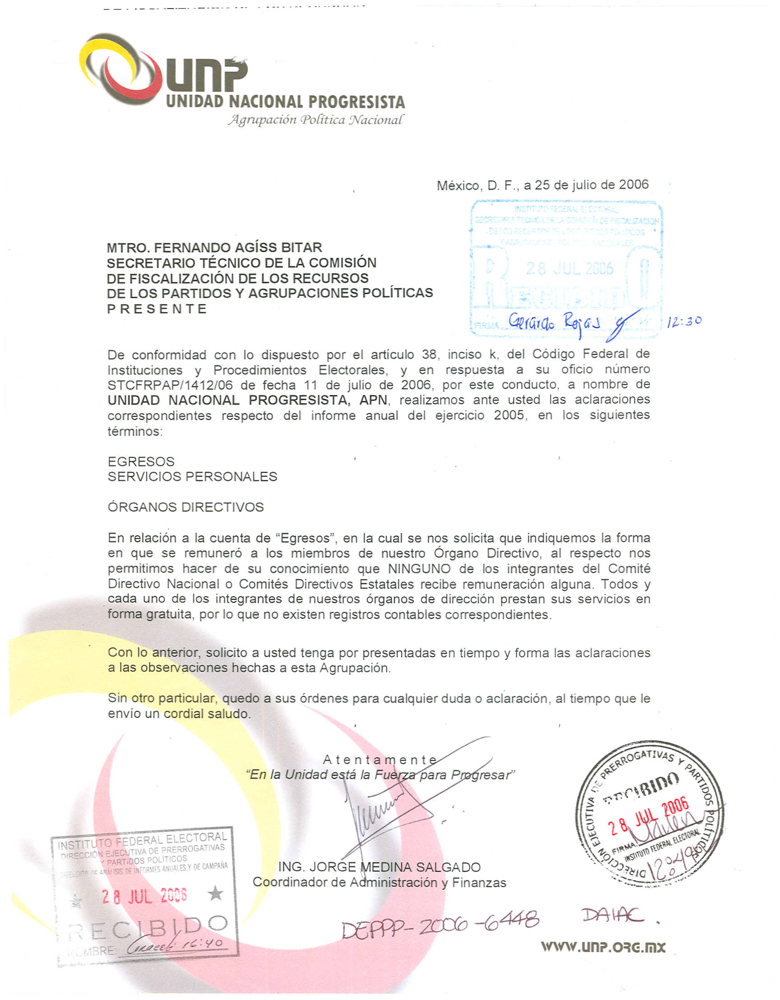 UNP
UNIDAD NACIONAL PROGRESISTA
Agrupación Política Nacional
México, D. F., a 25 de julio de 2006
INSTITUTO FEDERAL ELECTORAL
SECRETARIA TECNICA DE LA COMISIÓN DE FISCALIZACION
DE LOS RECURSOS DE LOS PARTIDOS POLITICOS
Y AGRUPACIONES POLITICAS NACIONALES
28 JUL 2006
RECIBIDO
FIRMA Gerardo Rojas 12:30
MTRO. FERNANDO AGÍSS BITAR
SECRETARIO TÉCNICO DE LA COMISIÓN
DE FISCALIZACIÓN DE LOS RECURSOS
DE LOS PARTIDOS Y AGRUPACIONES POLÍTICAS
P R E S E N T E
De conformidad con lo dispuesto por el artículo 38, inciso k, del Código Federal de
Instituciones y Procedimientos Electorales, y en respuesta a su oficio número
STCFRPAP/1412/06 de fecha 11 de julio de 2006, por este conducto, a nombre de
UNIDAD NACIONAL PROGRESISTA, APN, realizamos ante usted las aclaraciones
correspondientes respecto del informe anual del ejercicio 2005, en los siguientes
términos:
EGRESOS
SERVICIOS PERSONALES
ÓRGANOS DIRECTIVOS
En relación a la cuenta de “Egresos”, en la cual se nos solicita que indiquemos la forma
en que se remuneró a los miembros de nuestro Órgano Directivo, al respecto nos
permitimos hacer de su conocimiento que NINGUNO de los integrantes del Comité
Directivo Nacional o Comités Directivos Estatales recibe remuneración alguna. Todos y
cada uno de los integrantes de nuestros órganos de dirección prestan sus servicios en
forma gratuita, por lo que no existen registros contables correspondientes.
Con lo anterior, solicito a usted tenga por presentadas en tiempo y forma las aclaraciones
a las observaciones hechas a esta Agrupación.
Sin otro particular, quedo a sus órdenes para cualquier duda o aclaración, al tiempo que le
envío un cordial saludo.
A t e n t a m e n t e
“En la Unidad está la Fuerza para Progresar”
ING. JORGE MEDINA SALGADO
Coordinador de Administración y Finanzas
DIRECCIÓN EJECUTIVA DE PRERROGATIVAS Y PARTIDOS POLÍTICOS
RECIBIDO
28 JUL 2006
FIRMA:
INSTITUTO FEDERAL ELECTORAL
INSTITUTO FEDERAL ELECTORAL
DIRECCIÓN EJECUTIVA DE PRERROGATIVAS
Y PARTIDOS POLÍTICOS
DIRECCIÓN DE ANÁLISIS DE INFORMES ANUALES Y DE CAMPAÑA
28 JUL 2006
RECIBIDO
NOMBRE: Graceli 16:40
DEPPP-2006-6448 DAIAC.
WWW.UNP.ORG.MX